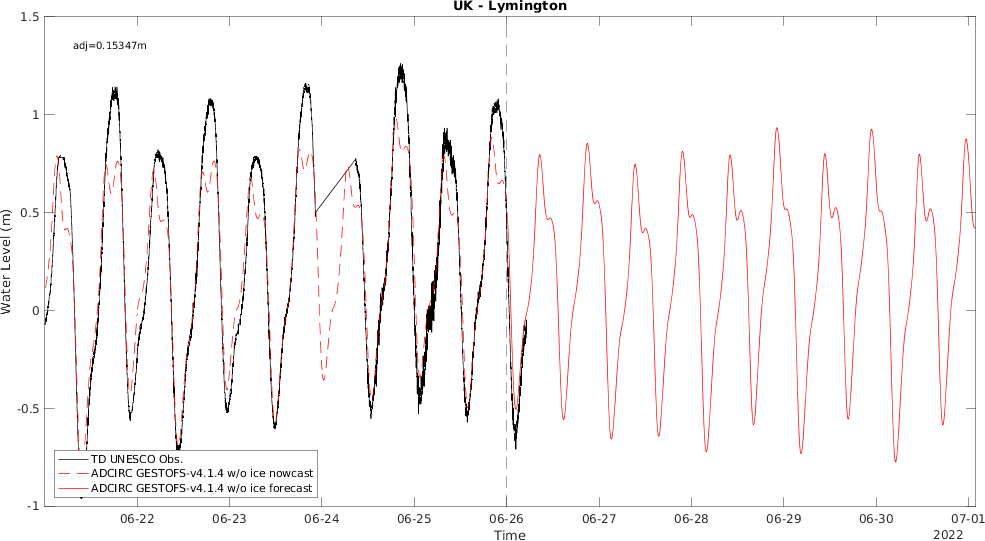 UK - Lymington
adj=0.15347m
Water Level (m)
1.5
1
0.5
0
-0.5
-1
TD UNESCO Obs.
ADCIRC GESTOFS-v4.1.4 w/o ice nowcast
ADCIRC GESTOFS-v4.1.4 w/o ice forecast
06-22 06-23 06-24 06-25 06-26 06-27 06-28 06-29 06-30 07-01
Time
2022